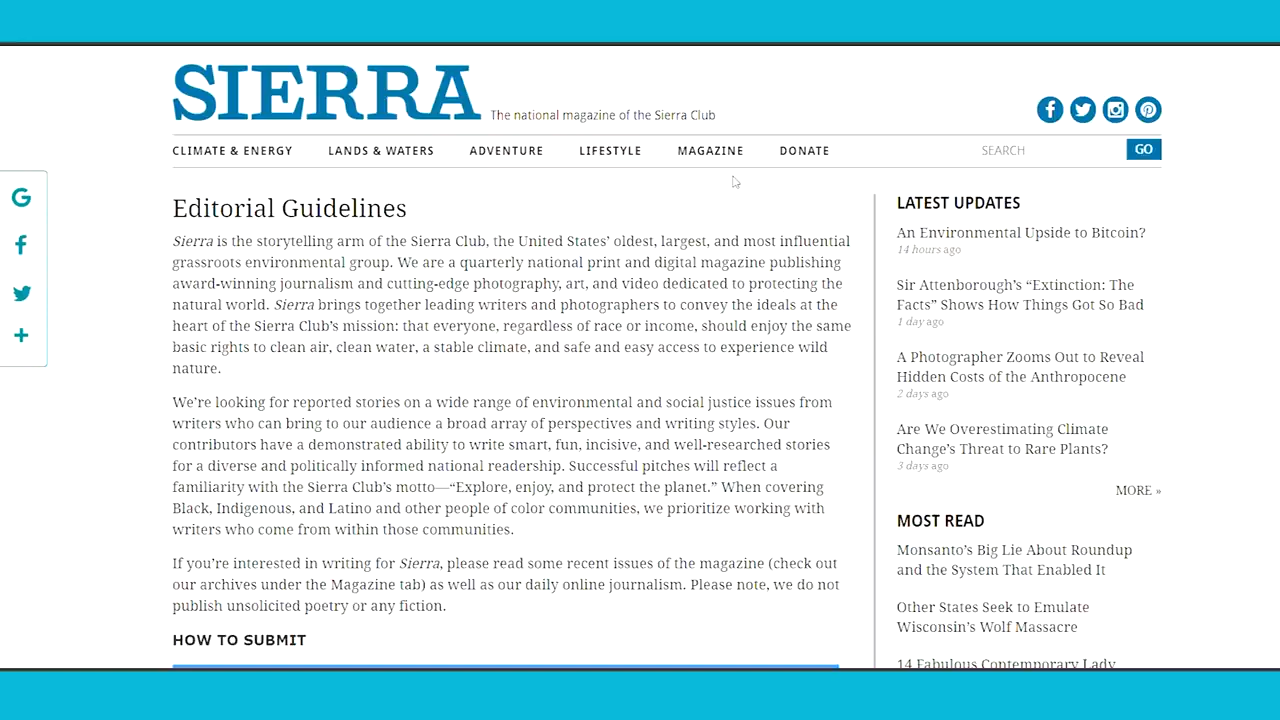 SIERRA
The national magazine of the Sierra Club
CLIMATE & ENERGY LANDS & WATERS ADVENTURE LIFESTYLE MAGAZINE DONATE SEARCH GO
Editorial Guidelines
Sierra is the storytelling arm of the Sierra Club, the United States’ oldest, largest, and most influential
grassroots environmental group. We are a quarterly national print and digital magazine publishing
award-winning journalism and cutting-edge photography, art, and video dedicated to protecting the
natural world. Sierra brings together leading writers and photographers to convey the ideals at the
heart of the Sierra Club’s mission: that everyone, regardless of race or income, should enjoy the same
basic rights to clean air, clean water, a stable climate, and safe and easy access to experience wild
nature.
We’re looking for reported stories on a wide range of environmental and social justice issues from
writers who can bring to our audience a broad array of perspectives and writing styles. Our
contributors have a demonstrated ability to write smart, fun, incisive, and well-researched stories
for a diverse and politically informed national readership. Successful pitches will reflect a
familiarity with the Sierra Club’s motto—“Explore, enjoy, and protect the planet.” When covering
Black, Indigenous, and Latino and other people of color communities, we prioritize working with
writers who come from within those communities.
If you’re interested in writing for Sierra, please read some recent issues of the magazine (check out
our archives under the Magazine tab) as well as our daily online journalism. Please note, we do not
publish unsolicited poetry or any fiction.
HOW TO SUBMIT
LATEST UPDATES
An Environmental Upside to Bitcoin?
14 hours ago
Sir Attenborough’s “Extinction: The
Facts” Shows How Things Got So Bad
1 day ago
A Photographer Zooms Out to Reveal
Hidden Costs of the Anthropocene
2 days ago
Are We Overestimating Climate
Change’s Threat to Rare Plants?
3 days ago
MORE »
MOST READ
Monsanto’s Big Lie About Roundup
and the System That Enabled It
Other States Seek to Emulate
Wisconsin’s Wolf Massacre
14 Fabulous Contemporary Lady